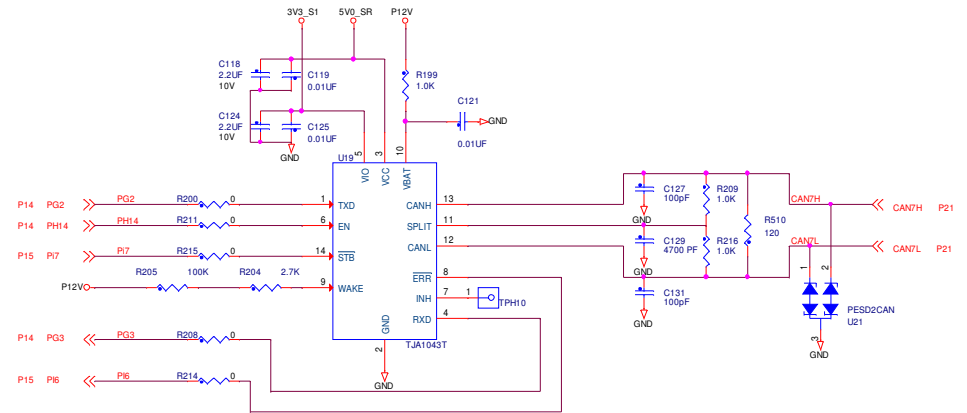 3V3_S1 5V0_SR P12V
C118
2.2UF
10V
C119
0.01UF
R199
1.0K
C121
GND
0.01UF
C124
2.2UF
10V
C125
0.01UF
GND
U19
5 3 10
VIO VCC VBAT
P14 PG2 PG2 R200 0 1 TXD CANH 13
P14 PH14 PH14 R211 0 6 EN SPLIT 11
CANL 12
P15 Pi7 Pi7 R215 0 14 STB
ERR 8
R205 100K R204 2.7K
P12V 9 WAKE
INH 7 1 TPH10
RXD 4
GND
2
TJA1043T
GND
P14 PG3 PG3 R208 0
P15 PI6 PI6 R214 0
C127
100pF
GND
R209
1.0K
R510
120
C129
4700 PF
GND
R216
1.0K
C131
100pF
GND
CAN7H CAN7H P21
CAN7L CAN7L P21
1 2
PESD2CAN
U21
3
GND